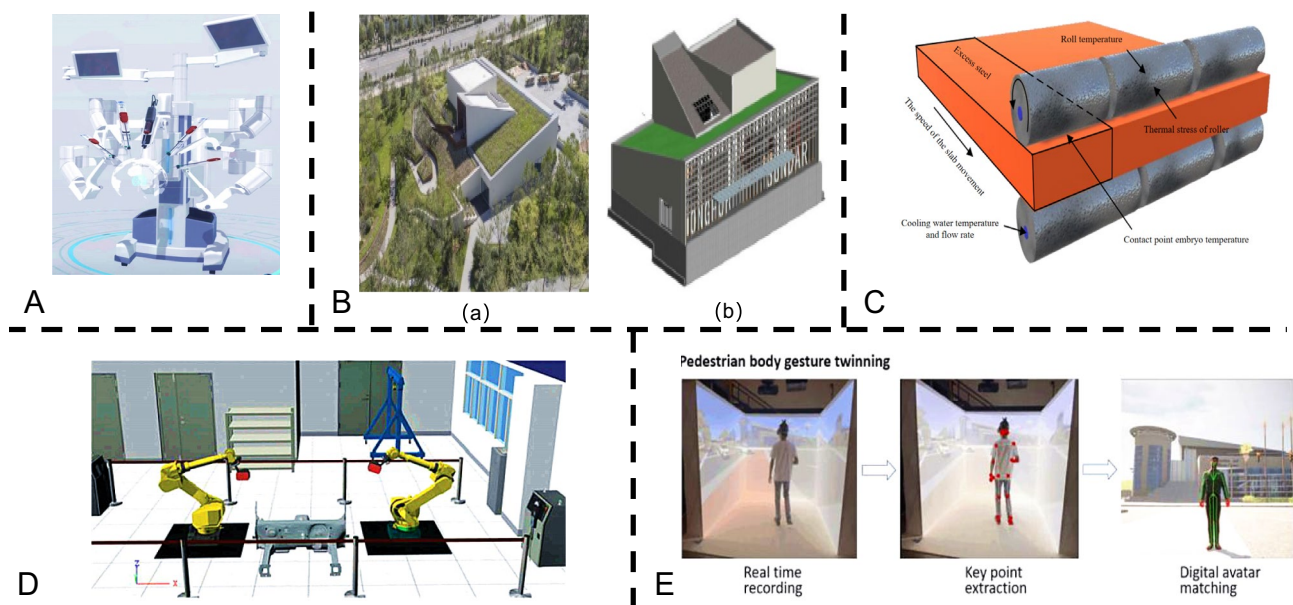 A
B
(a)
(b)
Excess steel
Roll temperature
The speed of the slab movement
Thermal stress of roller
Cooling water temperature
and flow rate
Contact point embryo temperature
C
D
Z
X
Pedestrian body gesture twinning
Real time
recording
Key point
extraction
Digital avatar
matching
E